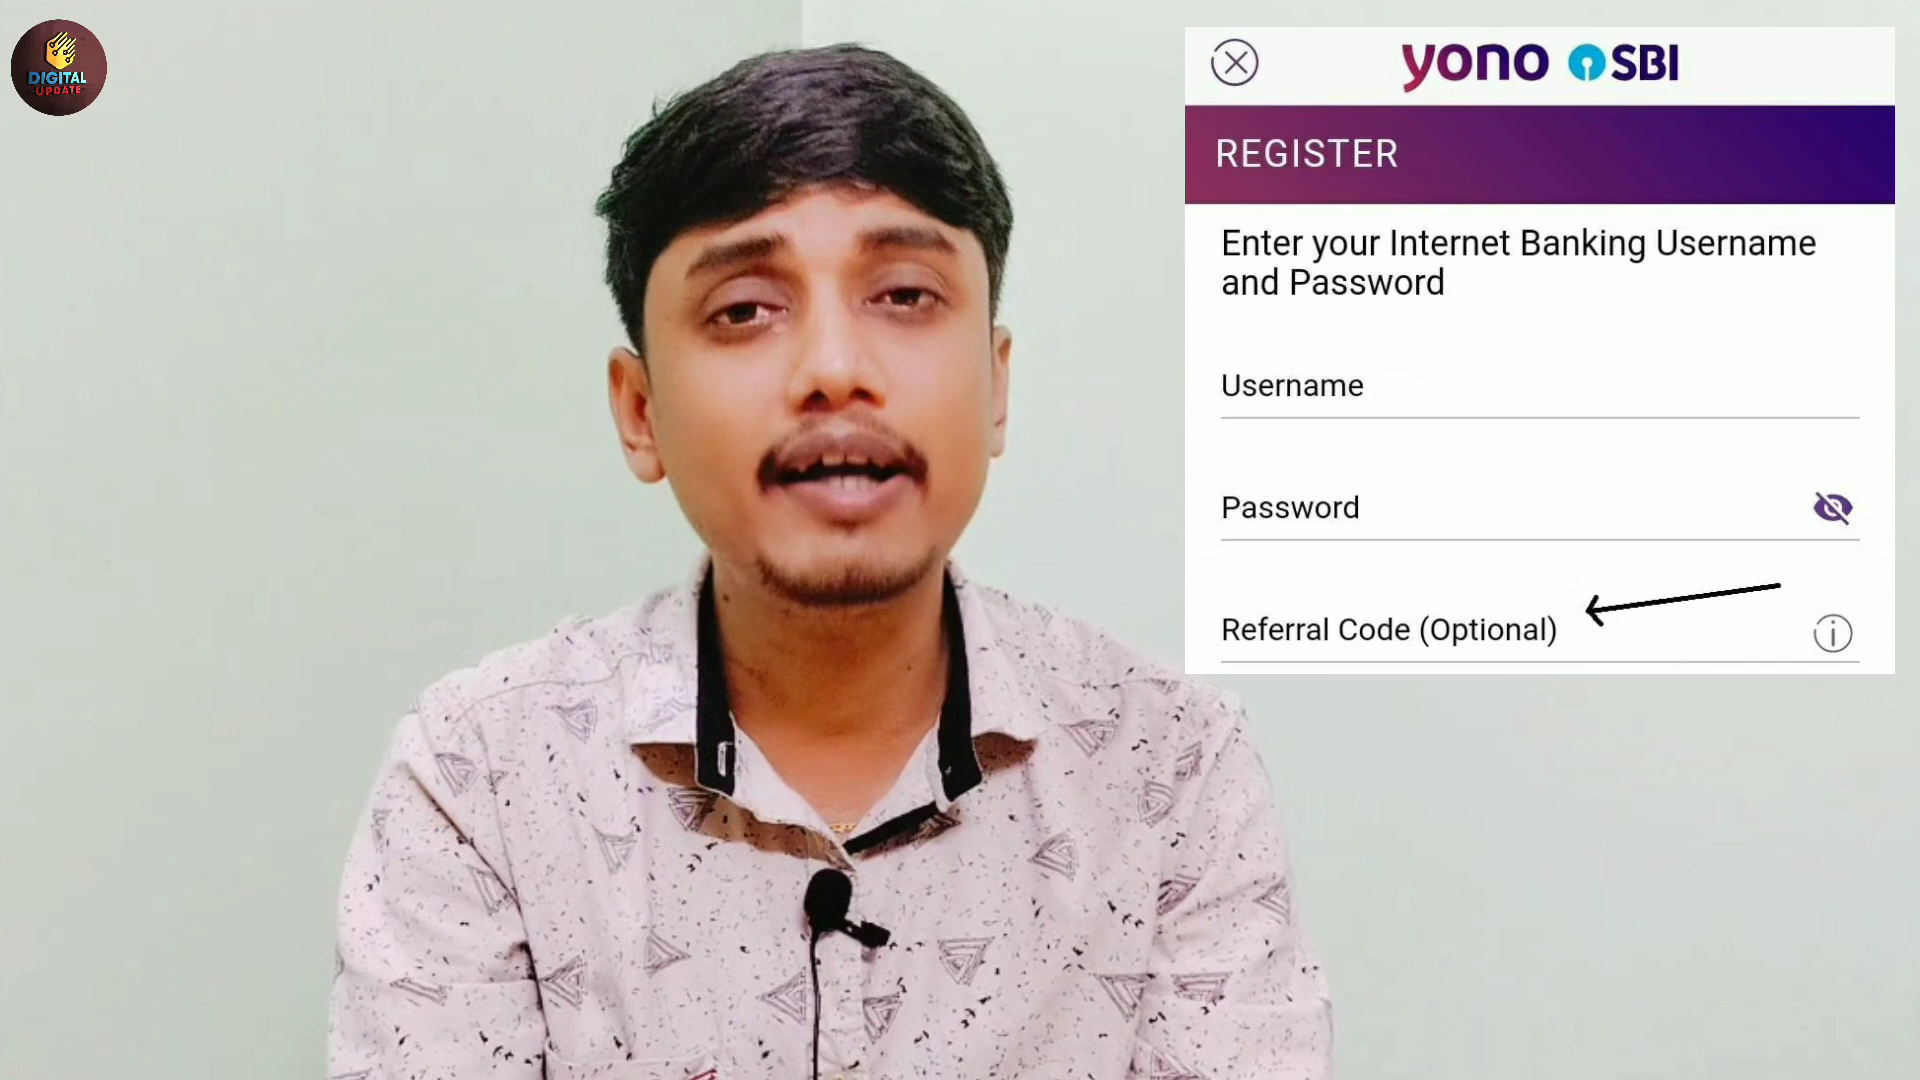 DIGITAL
UPDATE
yono SBI
REGISTER
Enter your Internet Banking Username
and Password
Username
Password
Referral Code (Optional)